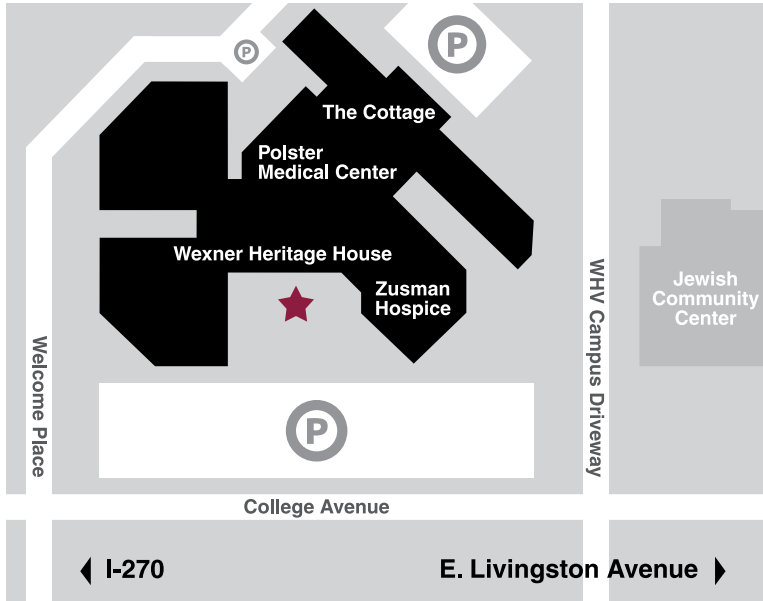 P
P
The Cottage
Polster
Medical Center
Wexner Heritage House
Zusman
Hospice
Jewish
Community
Center
WHV Campus Driveway
Welcome Place
P
College Avenue
I-270
E. Livingston Avenue